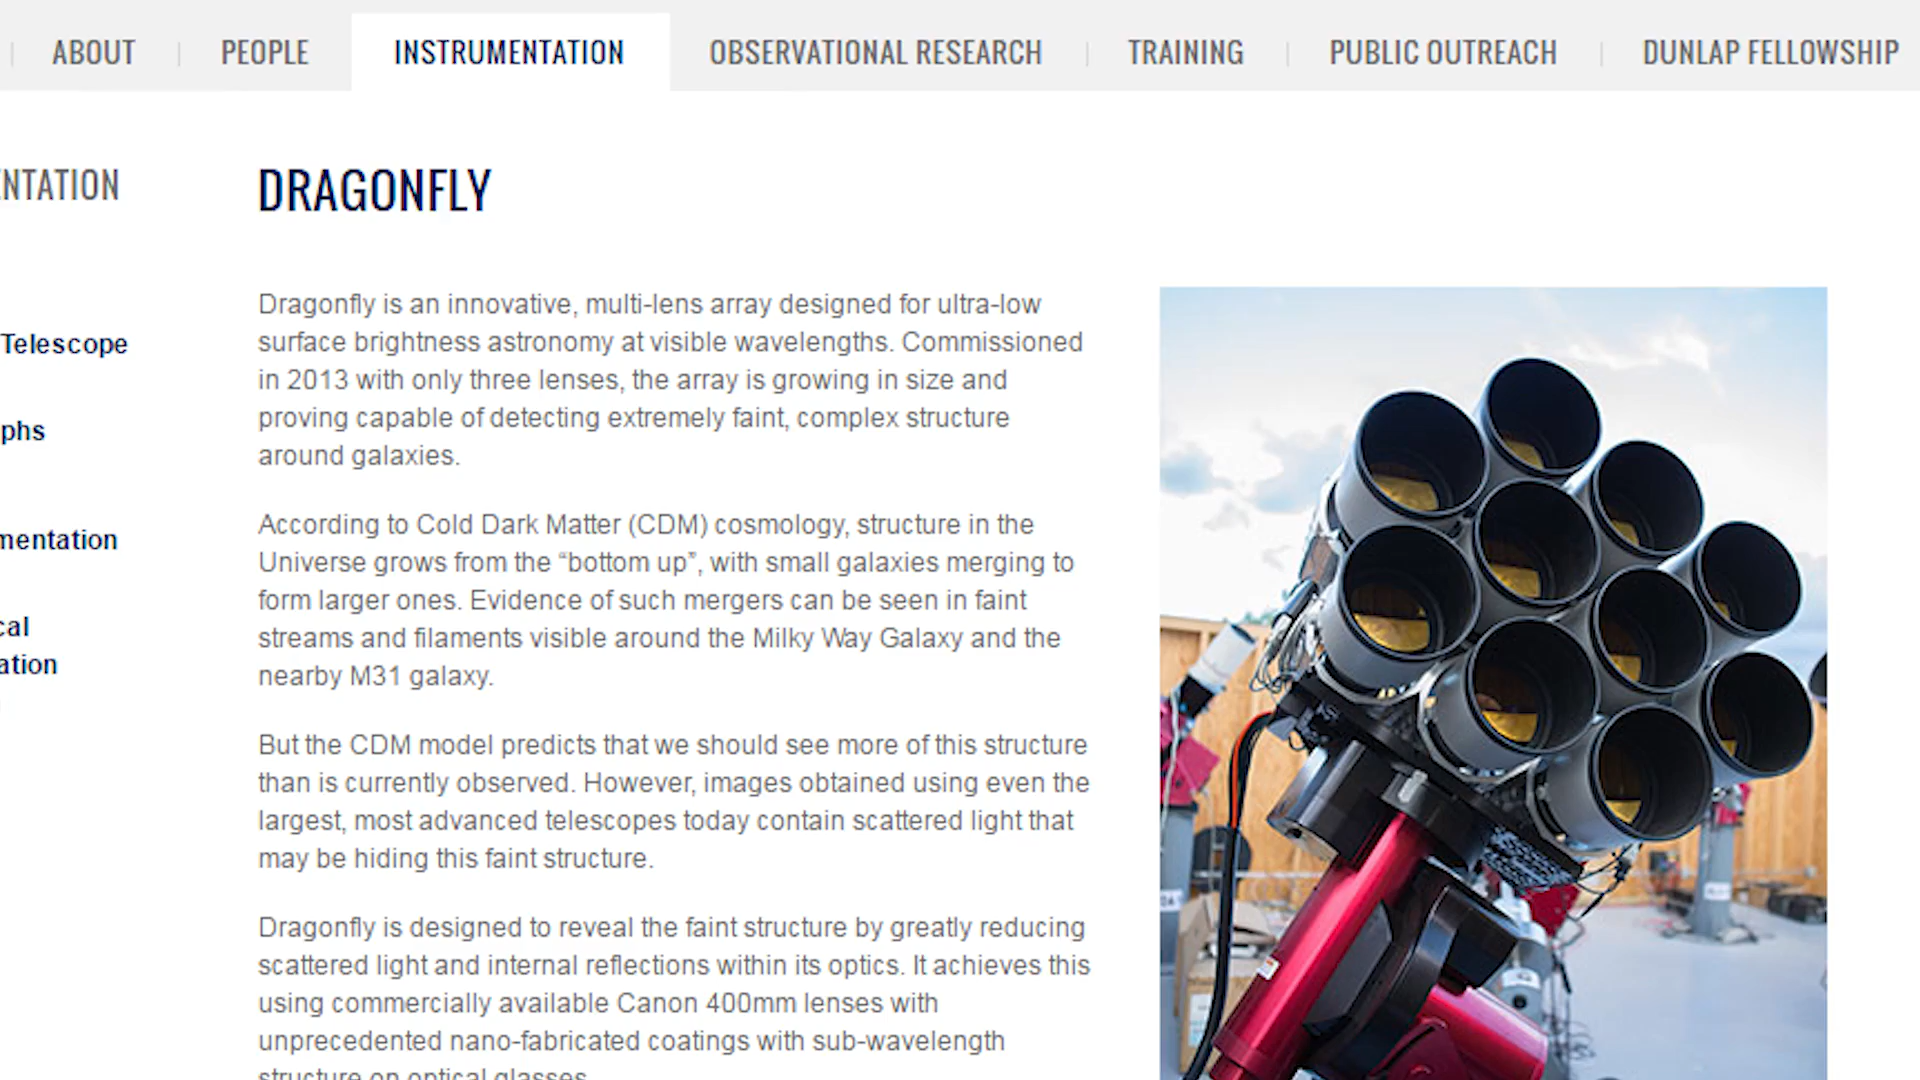 ABOUT PEOPLE INSTRUMENTATION OBSERVATIONAL RESEARCH TRAINING PUBLIC OUTREACH DUNLAP FELLOWSHIP
NTATION
Telescope
phs
mentation
cal
ation
DRAGONFLY
Dragonfly is an innovative, multi-lens array designed for ultra-low
surface brightness astronomy at visible wavelengths. Commissioned
in 2013 with only three lenses, the array is growing in size and
proving capable of detecting extremely faint, complex structure
around galaxies.
According to Cold Dark Matter (CDM) cosmology, structure in the
Universe grows from the “bottom up”, with small galaxies merging to
form larger ones. Evidence of such mergers can be seen in faint
streams and filaments visible around the Milky Way Galaxy and the
nearby M31 galaxy.
But the CDM model predicts that we should see more of this structure
than is currently observed. However, images obtained using even the
largest, most advanced telescopes today contain scattered light that
may be hiding this faint structure.
Dragonfly is designed to reveal the faint structure by greatly reducing
scattered light and internal reflections within its optics. It achieves this
using commercially available Canon 400mm lenses with
unprecedented nano-fabricated coatings with sub-wavelength
structure on optical glasses.